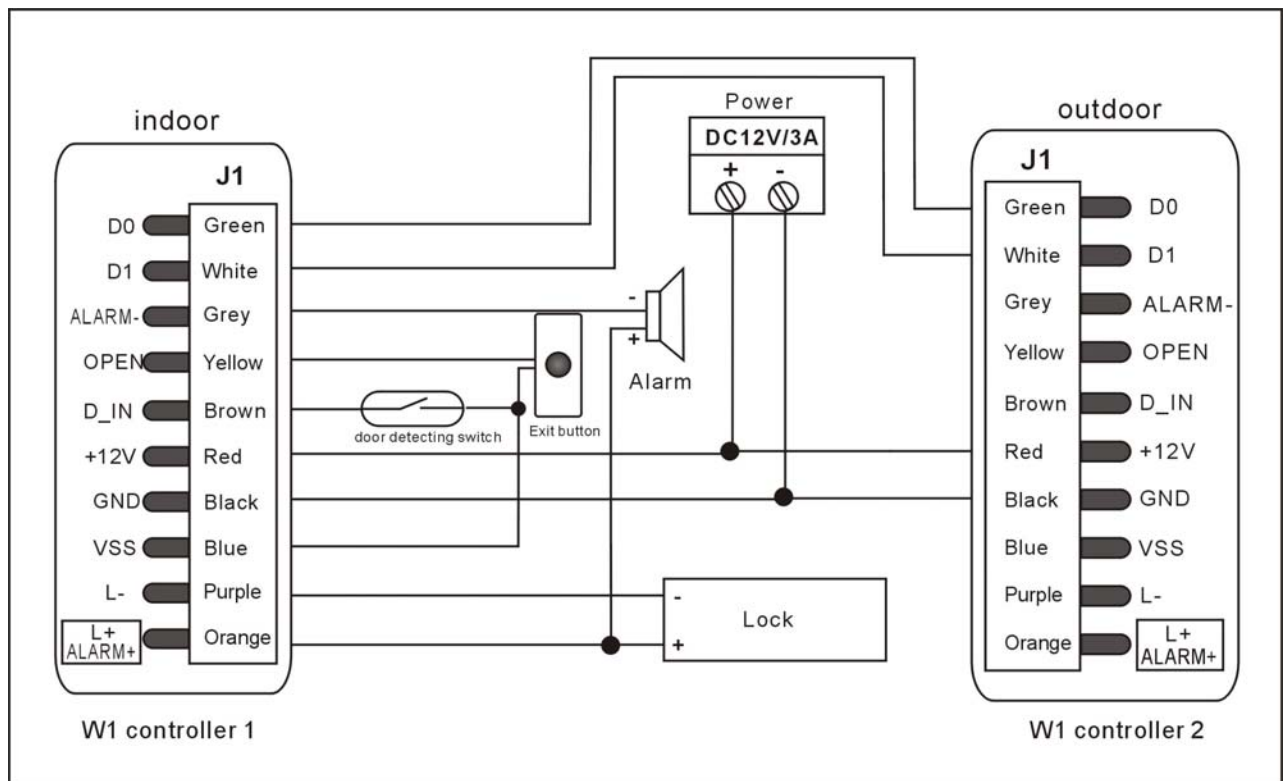 indoor
J1
D0 Green
D1 White
ALARM- Grey
OPEN Yellow
D_IN Brown
+12V Red
GND Black
VSS Blue
L- Purple
L+
ALARM+
Orange
W1 controller 1
door detecting switch
Exit button
-
+
Alarm
Power
DC12V/3A
+ -
-
Lock
+
outdoor
J1
Green D0
White D1
Grey ALARM-
Yellow OPEN
Brown D_IN
Red +12V
Black GND
Blue VSS
Purple L-
Orange
L+
ALARM+
W1 controller 2